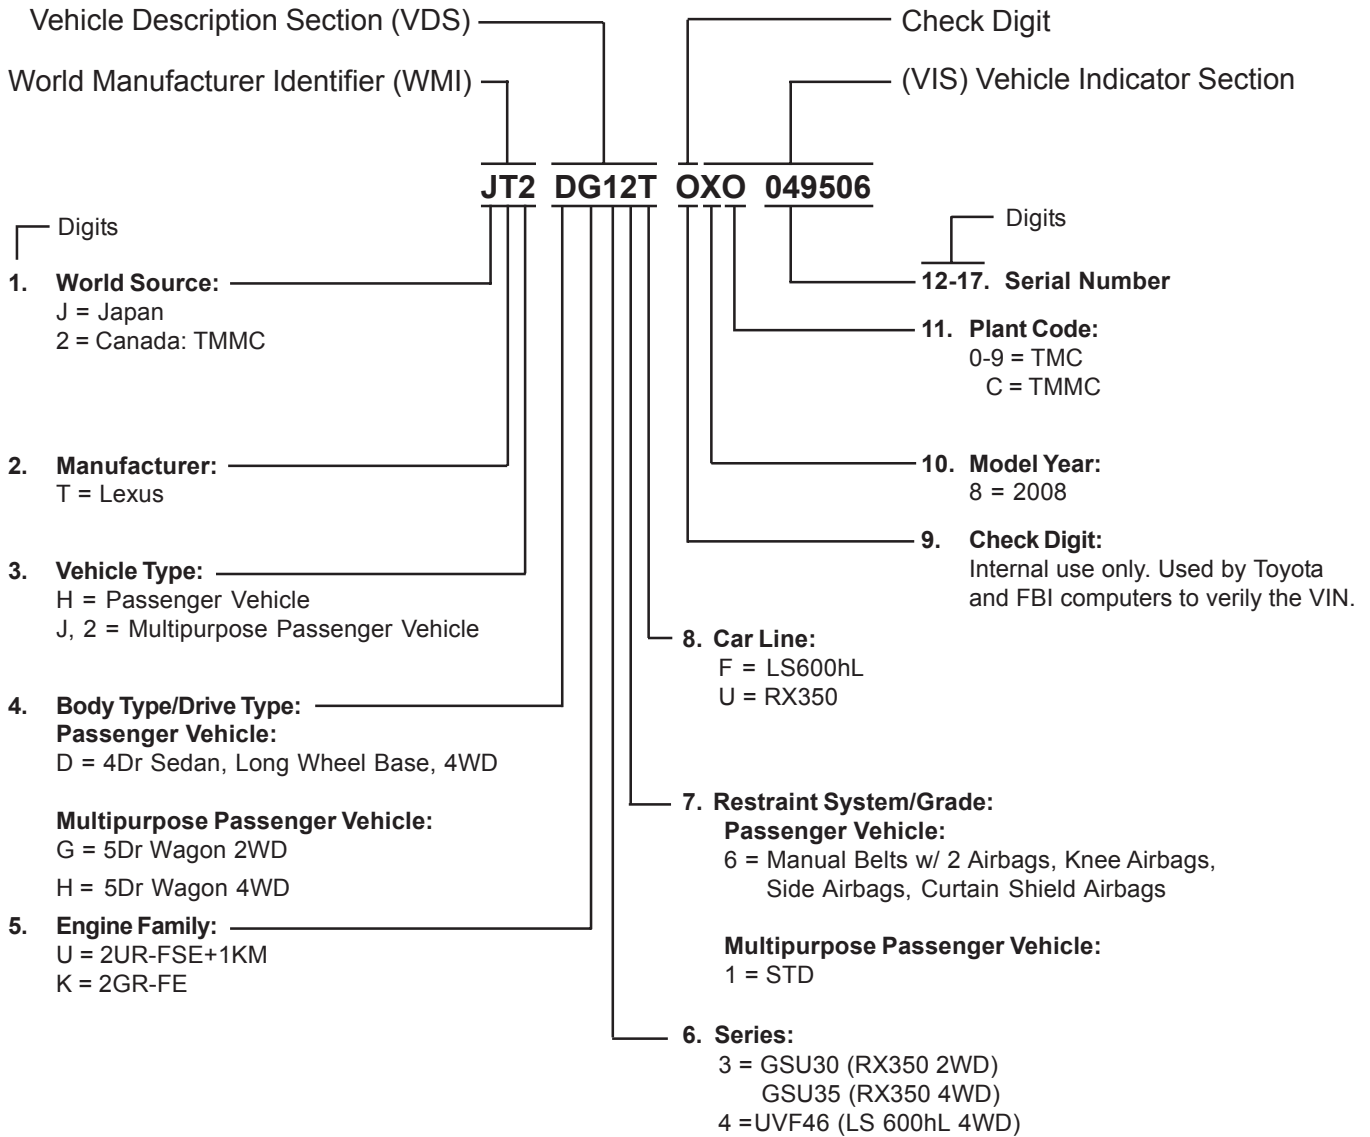 Vehicle Description Section (VDS)
Check Digit
World Manufacturer Identifier (WMI)
(VIS) Vehicle Indicator Section
JT2 DG12T OXO 049506
Digits
1. World Source:
J = Japan
2 = Canada: TMMC
2. Manufacturer:
T = Lexus
3. Vehicle Type:
H = Passenger Vehicle
J, 2 = Multipurpose Passenger Vehicle
4. Body Type/Drive Type:
Passenger Vehicle:
D = 4Dr Sedan, Long Wheel Base, 4WD
Multipurpose Passenger Vehicle:
G = 5Dr Wagon 2WD
H = 5Dr Wagon 4WD
5. Engine Family:
U = 2UR-FSE+1KM
K = 2GR-FE
Digits
12-17. Serial Number
11. Plant Code:
0-9 = TMC
C = TMMC
10. Model Year:
8 = 2008
9. Check Digit:
Internal use only. Used by Toyota
and FBI computers to verily the VIN.
8. Car Line:
F = LS600hL
U = RX350
7. Restraint System/Grade:
Passenger Vehicle:
6 = Manual Belts w/ 2 Airbags, Knee Airbags,
Side Airbags, Curtain Shield Airbags
Multipurpose Passenger Vehicle:
1 = STD
6. Series:
3 = GSU30 (RX350 2WD)
GSU35 (RX350 4WD)
4 =UVF46 (LS 600hL 4WD)